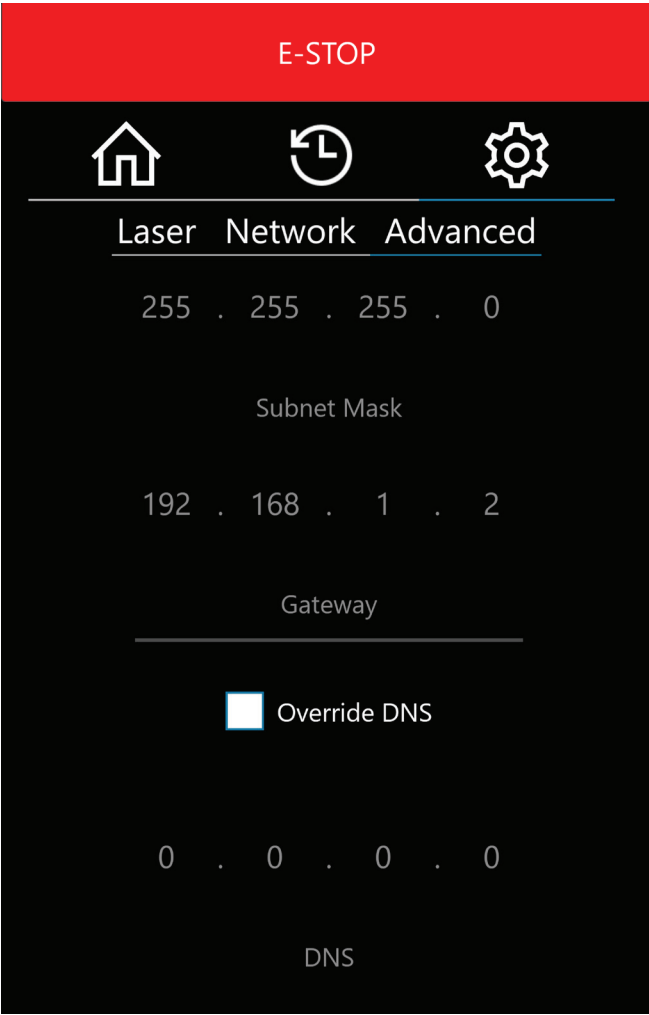 E-STOP
Laser Network Advanced
255 . 255 . 255 . 0
Subnet Mask
192 . 168 . 1 . 2
Gateway
Override DNS
0 . 0 . 0 . 0
DNS